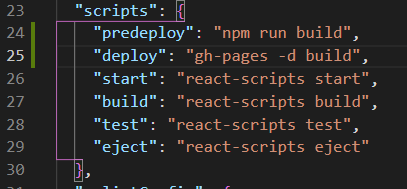 23 "scripts": {
24 "predeploy": "npm run build",
25 "deploy": "gh-pages -d build",
26 "start": "react-scripts start",
27 "build": "react-scripts build",
28 "test": "react-scripts test",
29 "eject": "react-scripts eject"
30 },